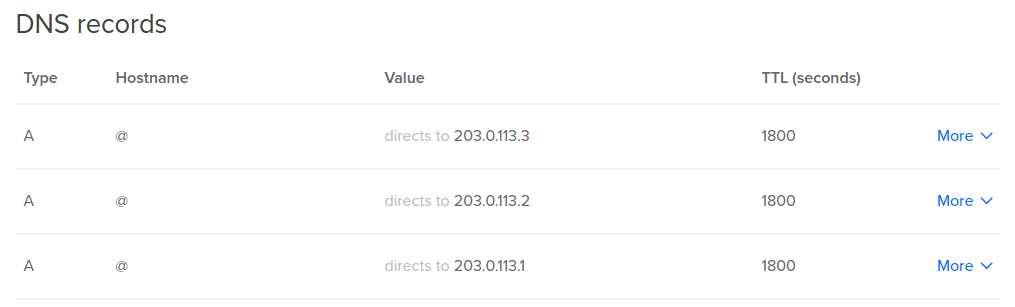 DNS records
Type Hostname Value TTL (seconds)
A @ directs to 203.0.113.3 1800 More
A @ directs to 203.0.113.2 1800 More
A @ directs to 203.0.113.1 1800 More